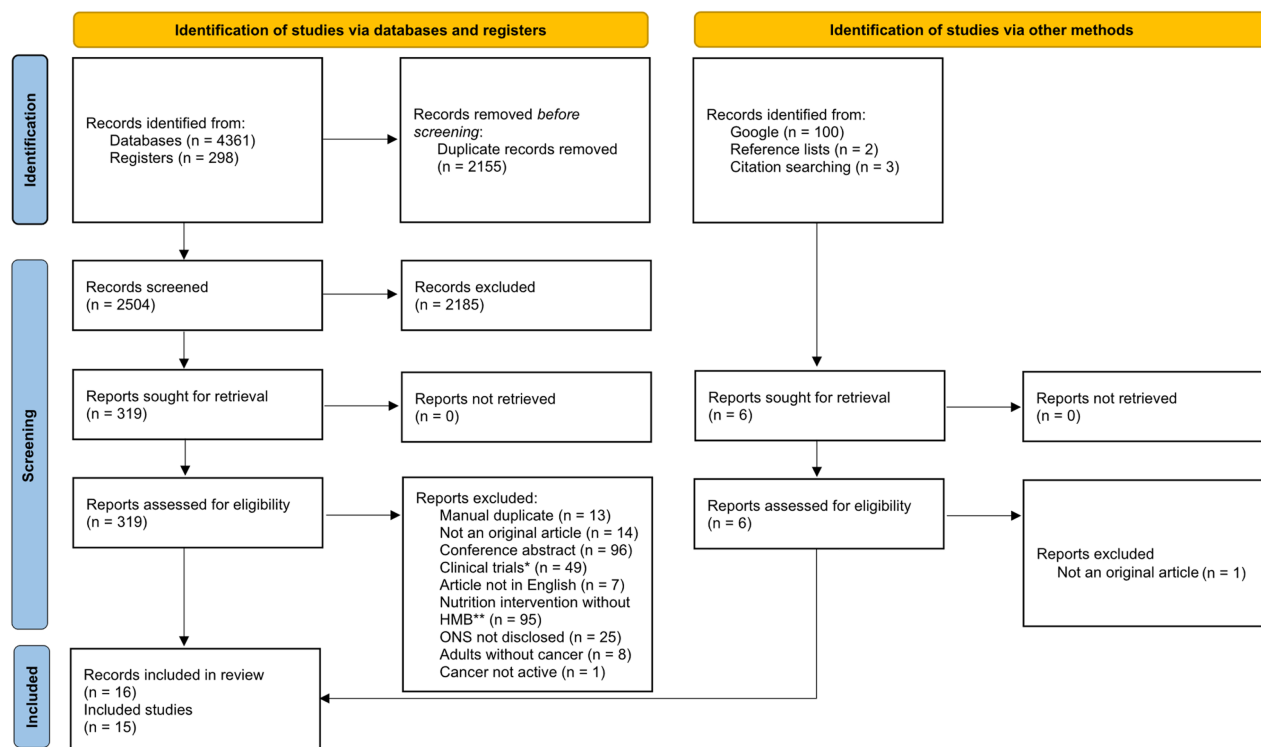 Identification of studies via databases and registers
Identification of studies via other methods
Identification
Records identified from:
Databases (n = 4361)
Registers (n = 298)
Records removed before
screening:
Duplicate records removed
(n = 2155)
Records identified from:
Google (n = 100)
Reference lists (n = 2)
Citation searching (n = 3)
Screening
Records screened
(n = 2504)
Records excluded
(n = 2185)
Reports sought for retrieval
(n = 319)
Reports not retrieved
(n = 0)
Reports sought for retrieval
(n = 6)
Reports not retrieved
(n = 0)
Reports assessed for eligibility
(n = 319)
Reports excluded:
Manual duplicate (n = 13)
Not an original article (n = 14)
Conference abstract (n = 96)
Clinical trials* (n = 49)
Article not in English (n = 7)
Nutrition intervention without
HMB** (n = 95)
ONS not disclosed (n = 25)
Adults without cancer (n = 8)
Cancer not active (n = 1)
Reports assessed for eligibility
(n = 6)
Reports excluded
Not an original article (n = 1)
Included
Records included in review
(n = 16)
Included studies
(n = 15)